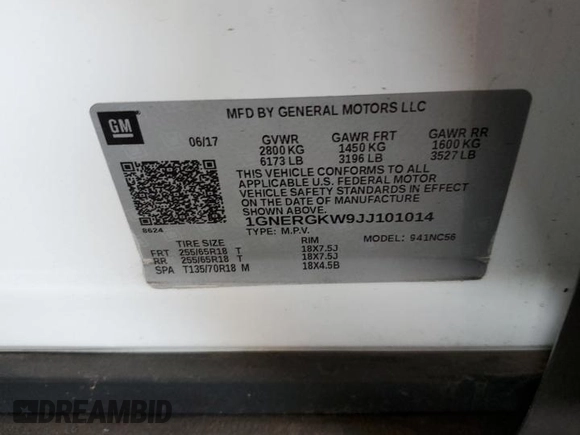 GM
MFD BY GENERAL MOTORS LLC
06/17 GVWR GAWR FRT GAWR RR
2800 KG 1450 KG 1600 KG
6173 LB 3196 LB 3527 LB
THIS VEHICLE CONFORMS TO ALL
APPLICABLE U.S. FEDERAL MOTOR
VEHICLE SAFETY STANDARDS IN EFFECT
ON THE DATE OF MANUFACTURE
SHOWN ABOVE.
1GNERGKW9JJ101014
8624 TYPE: M.P.V. MODEL: 941NC56
TIRE SIZE RIM
FRT 255/65R18 T 18X7.5J
RR 255/65R18 T 18X7.5J
SPA T135/70R18 M 18X4.5B
DREAMBID